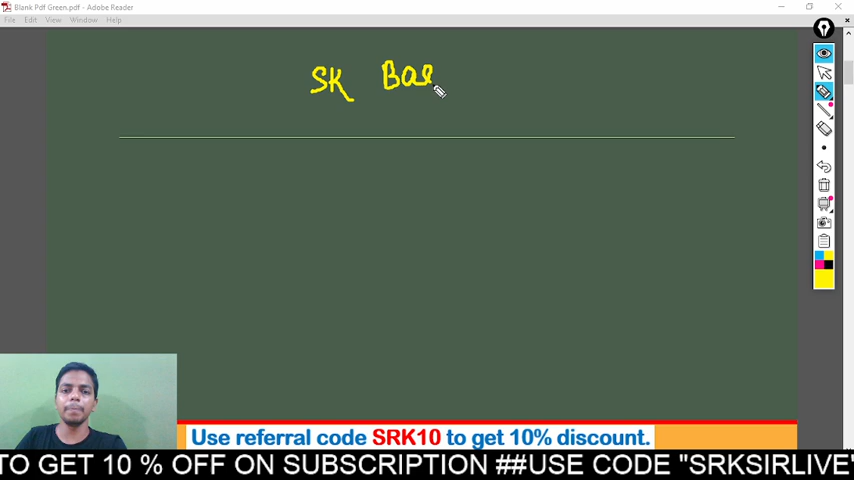 Blank Pdf Green.pdf - Adobe Reader
File Edit View Window Help
SK Bar
Use referral code SRK10 to get 10% discount.
TO GET 10 % OFF ON SUBSCRIPTION ##USE CODE "SRKSIRLIVE